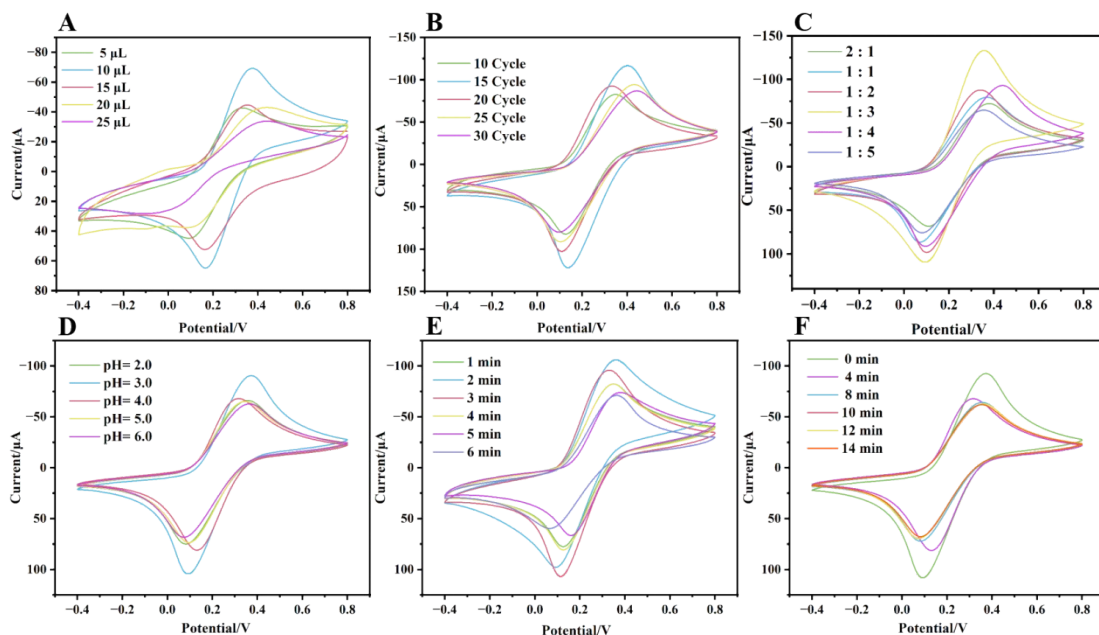 A
5 µL
10 µL
15 µL
20 µL
25 µL
−80
−60
−40
−20
0
20
40
60
80
−0.4 −0.2 0.0 0.2 0.4 0.6 0.8
Potential/V
Current/µA
B
10 Cycle
15 Cycle
20 Cycle
25 Cycle
30 Cycle
−150
−100
−50
0
50
100
150
−0.4 −0.2 0.0 0.2 0.4 0.6 0.8
Potential/V
Current/µA
C
2 : 1
1 : 1
1 : 2
1 : 3
1 : 4
1 : 5
−150
−100
−50
0
50
100
150
−0.4 −0.2 0.0 0.2 0.4 0.6 0.8
Potential/V
Current/µA
D
pH= 2.0
pH= 3.0
pH= 4.0
pH= 5.0
pH= 6.0
−100
−50
0
50
100
−0.4 −0.2 0.0 0.2 0.4 0.6 0.8
Potential/V
Current/µA
E
1 min
2 min
3 min
4 min
5 min
6 min
−100
−50
0
50
100
−0.4 −0.2 0.0 0.2 0.4 0.6 0.8
Potential/V
Current/µA
F
0 min
4 min
8 min
10 min
12 min
14 min
−100
−50
0
50
100
−0.4 −0.2 0.0 0.2 0.4 0.6 0.8
Potential/V
Current/µA